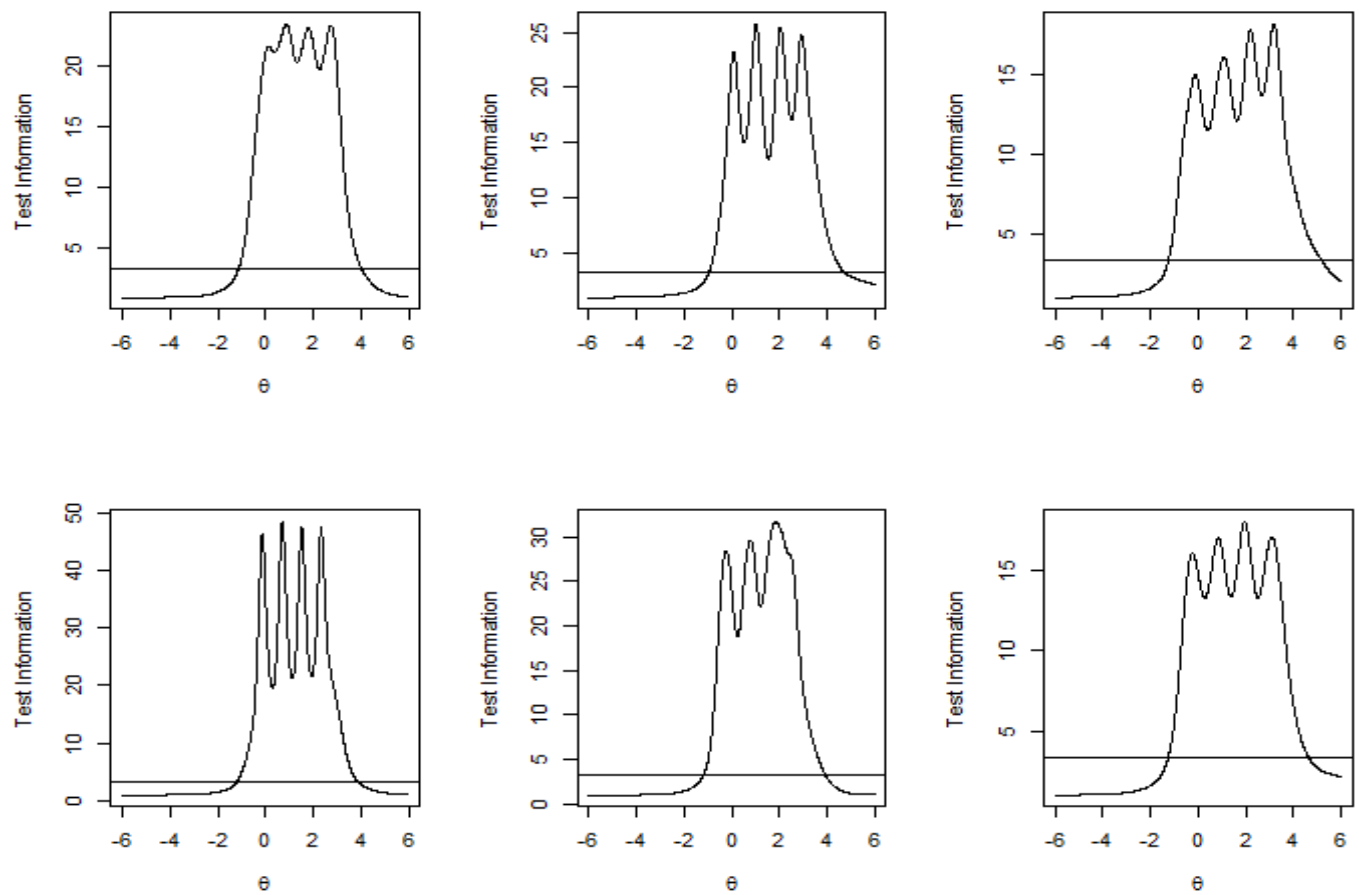 Test Information
5 10 15 20
-6 -4 -2 0 2 4 6
θ
Test Information
5 10 15 20 25
-6 -4 -2 0 2 4 6
θ
Test Information
5 10 15
-6 -4 -2 0 2 4 6
θ
Test Information
0 10 20 30 40 50
-6 -4 -2 0 2 4 6
θ
Test Information
0 5 10 15 20 25 30
-6 -4 -2 0 2 4 6
θ
Test Information
5 10 15
-6 -4 -2 0 2 4 6
θ